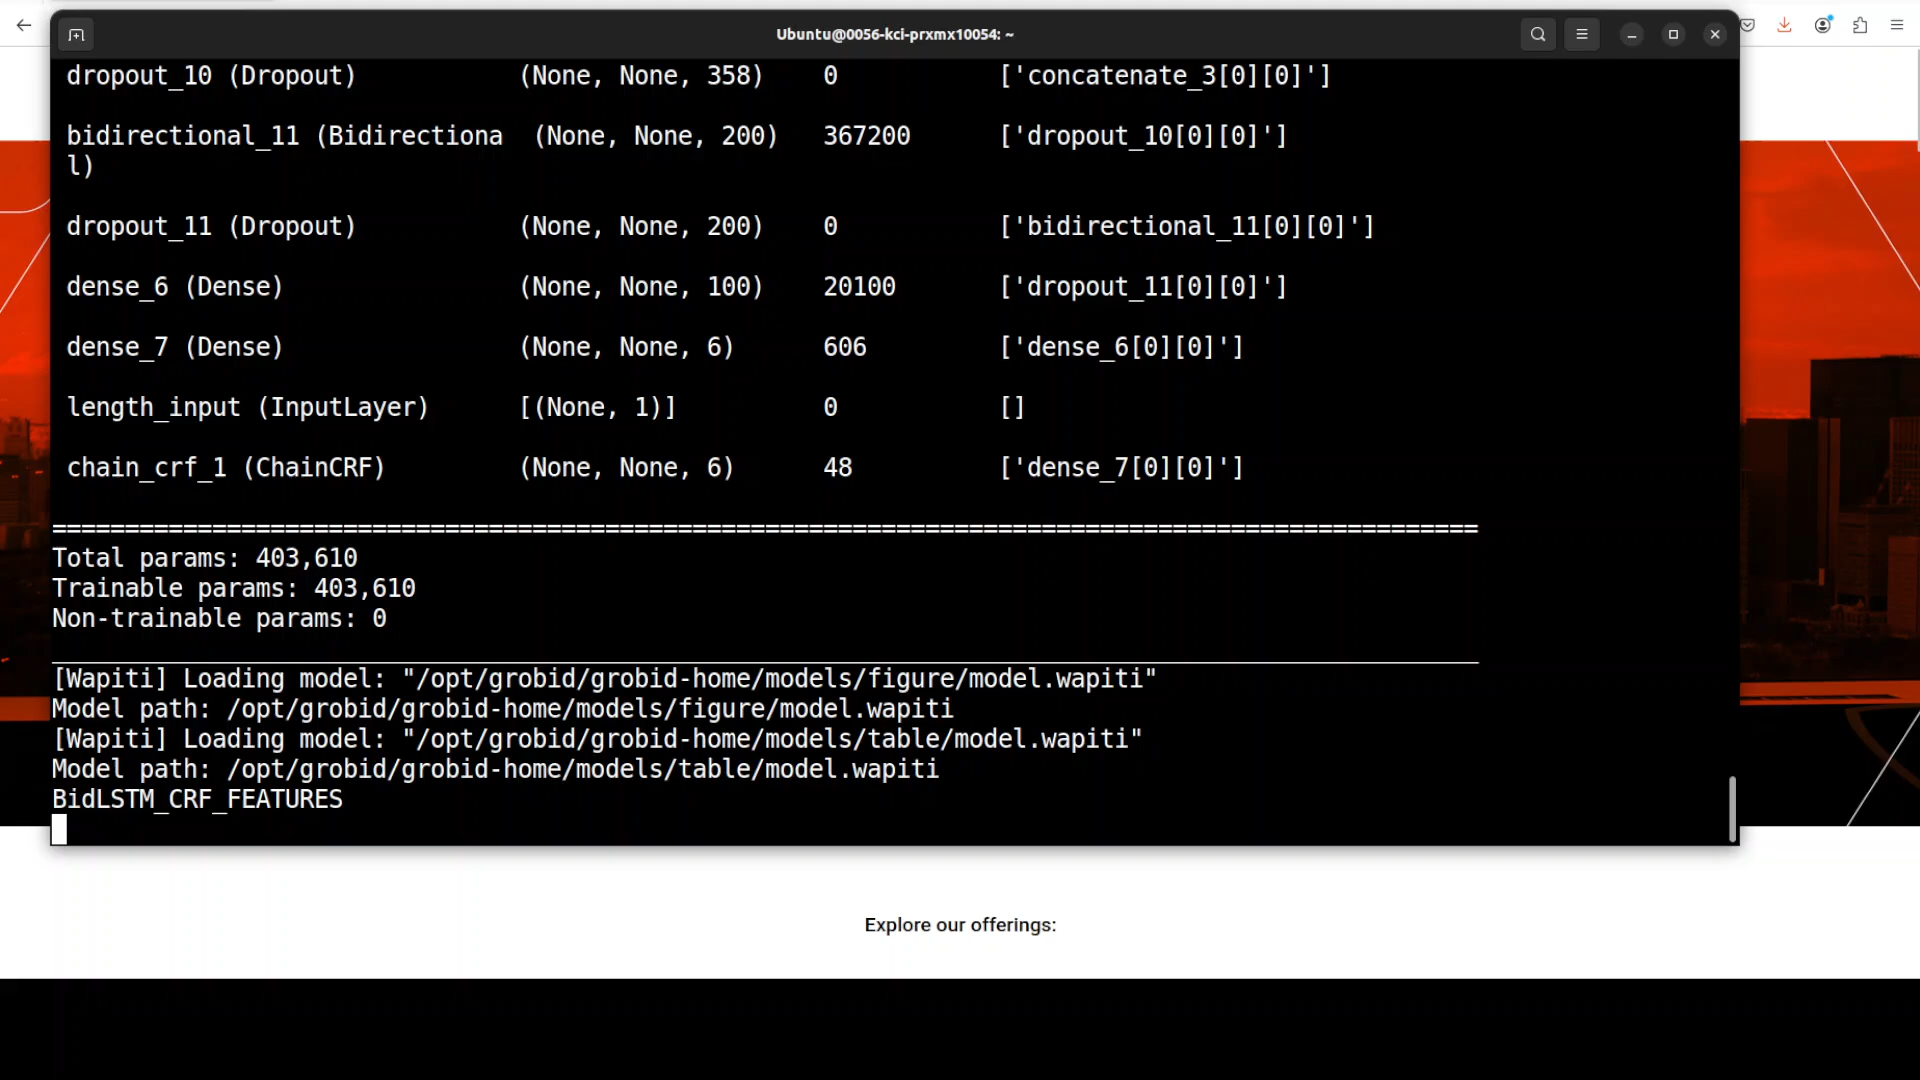 Ubuntu@0056-kci-prxmx10054: ~
dropout_10 (Dropout) (None, None, 358) 0 ['concatenate_3[0][0]']
bidirectional_11 (Bidirectiona (None, None, 200) 367200 ['dropout_10[0][0]']
l)
dropout_11 (Dropout) (None, None, 200) 0 ['bidirectional_11[0][0]']
dense_6 (Dense) (None, None, 100) 20100 ['dropout_11[0][0]']
dense_7 (Dense) (None, None, 6) 606 ['dense_6[0][0]']
length_input (InputLayer) [(None, 1)] 0 []
chain_crf_1 (ChainCRF) (None, None, 6) 48 ['dense_7[0][0]']
==================================================================================================
Total params: 403,610
Trainable params: 403,610
Non-trainable params: 0
__________________________________________________________________________________________________
[Wapiti] Loading model: "/opt/grobid/grobid-home/models/figure/model.wapiti"
Model path: /opt/grobid/grobid-home/models/figure/model.wapiti
[Wapiti] Loading model: "/opt/grobid/grobid-home/models/table/model.wapiti"
Model path: /opt/grobid/grobid-home/models/table/model.wapiti
BidLSTM_CRF_FEATURES
Explore our offerings: